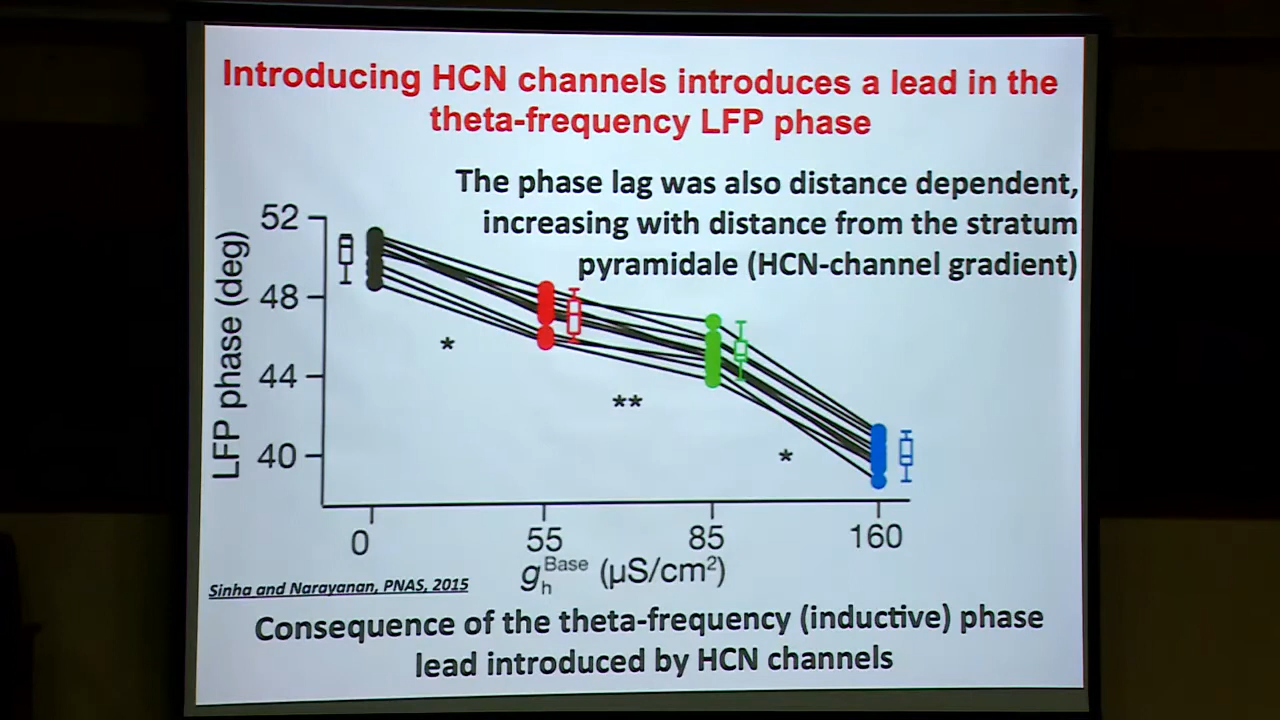 Introducing HCN channels introduces a lead in the
theta-frequency LFP phase
The phase lag was also distance dependent,
increasing with distance from the stratum
pyramidale (HCN-channel gradient)
52
48
44
40
LFP phase (deg)
*
**
*
0 55 85 160
g_h^Base (µS/cm²)
Sinha and Narayanan, PNAS, 2015
Consequence of the theta-frequency (inductive) phase
lead introduced by HCN channels